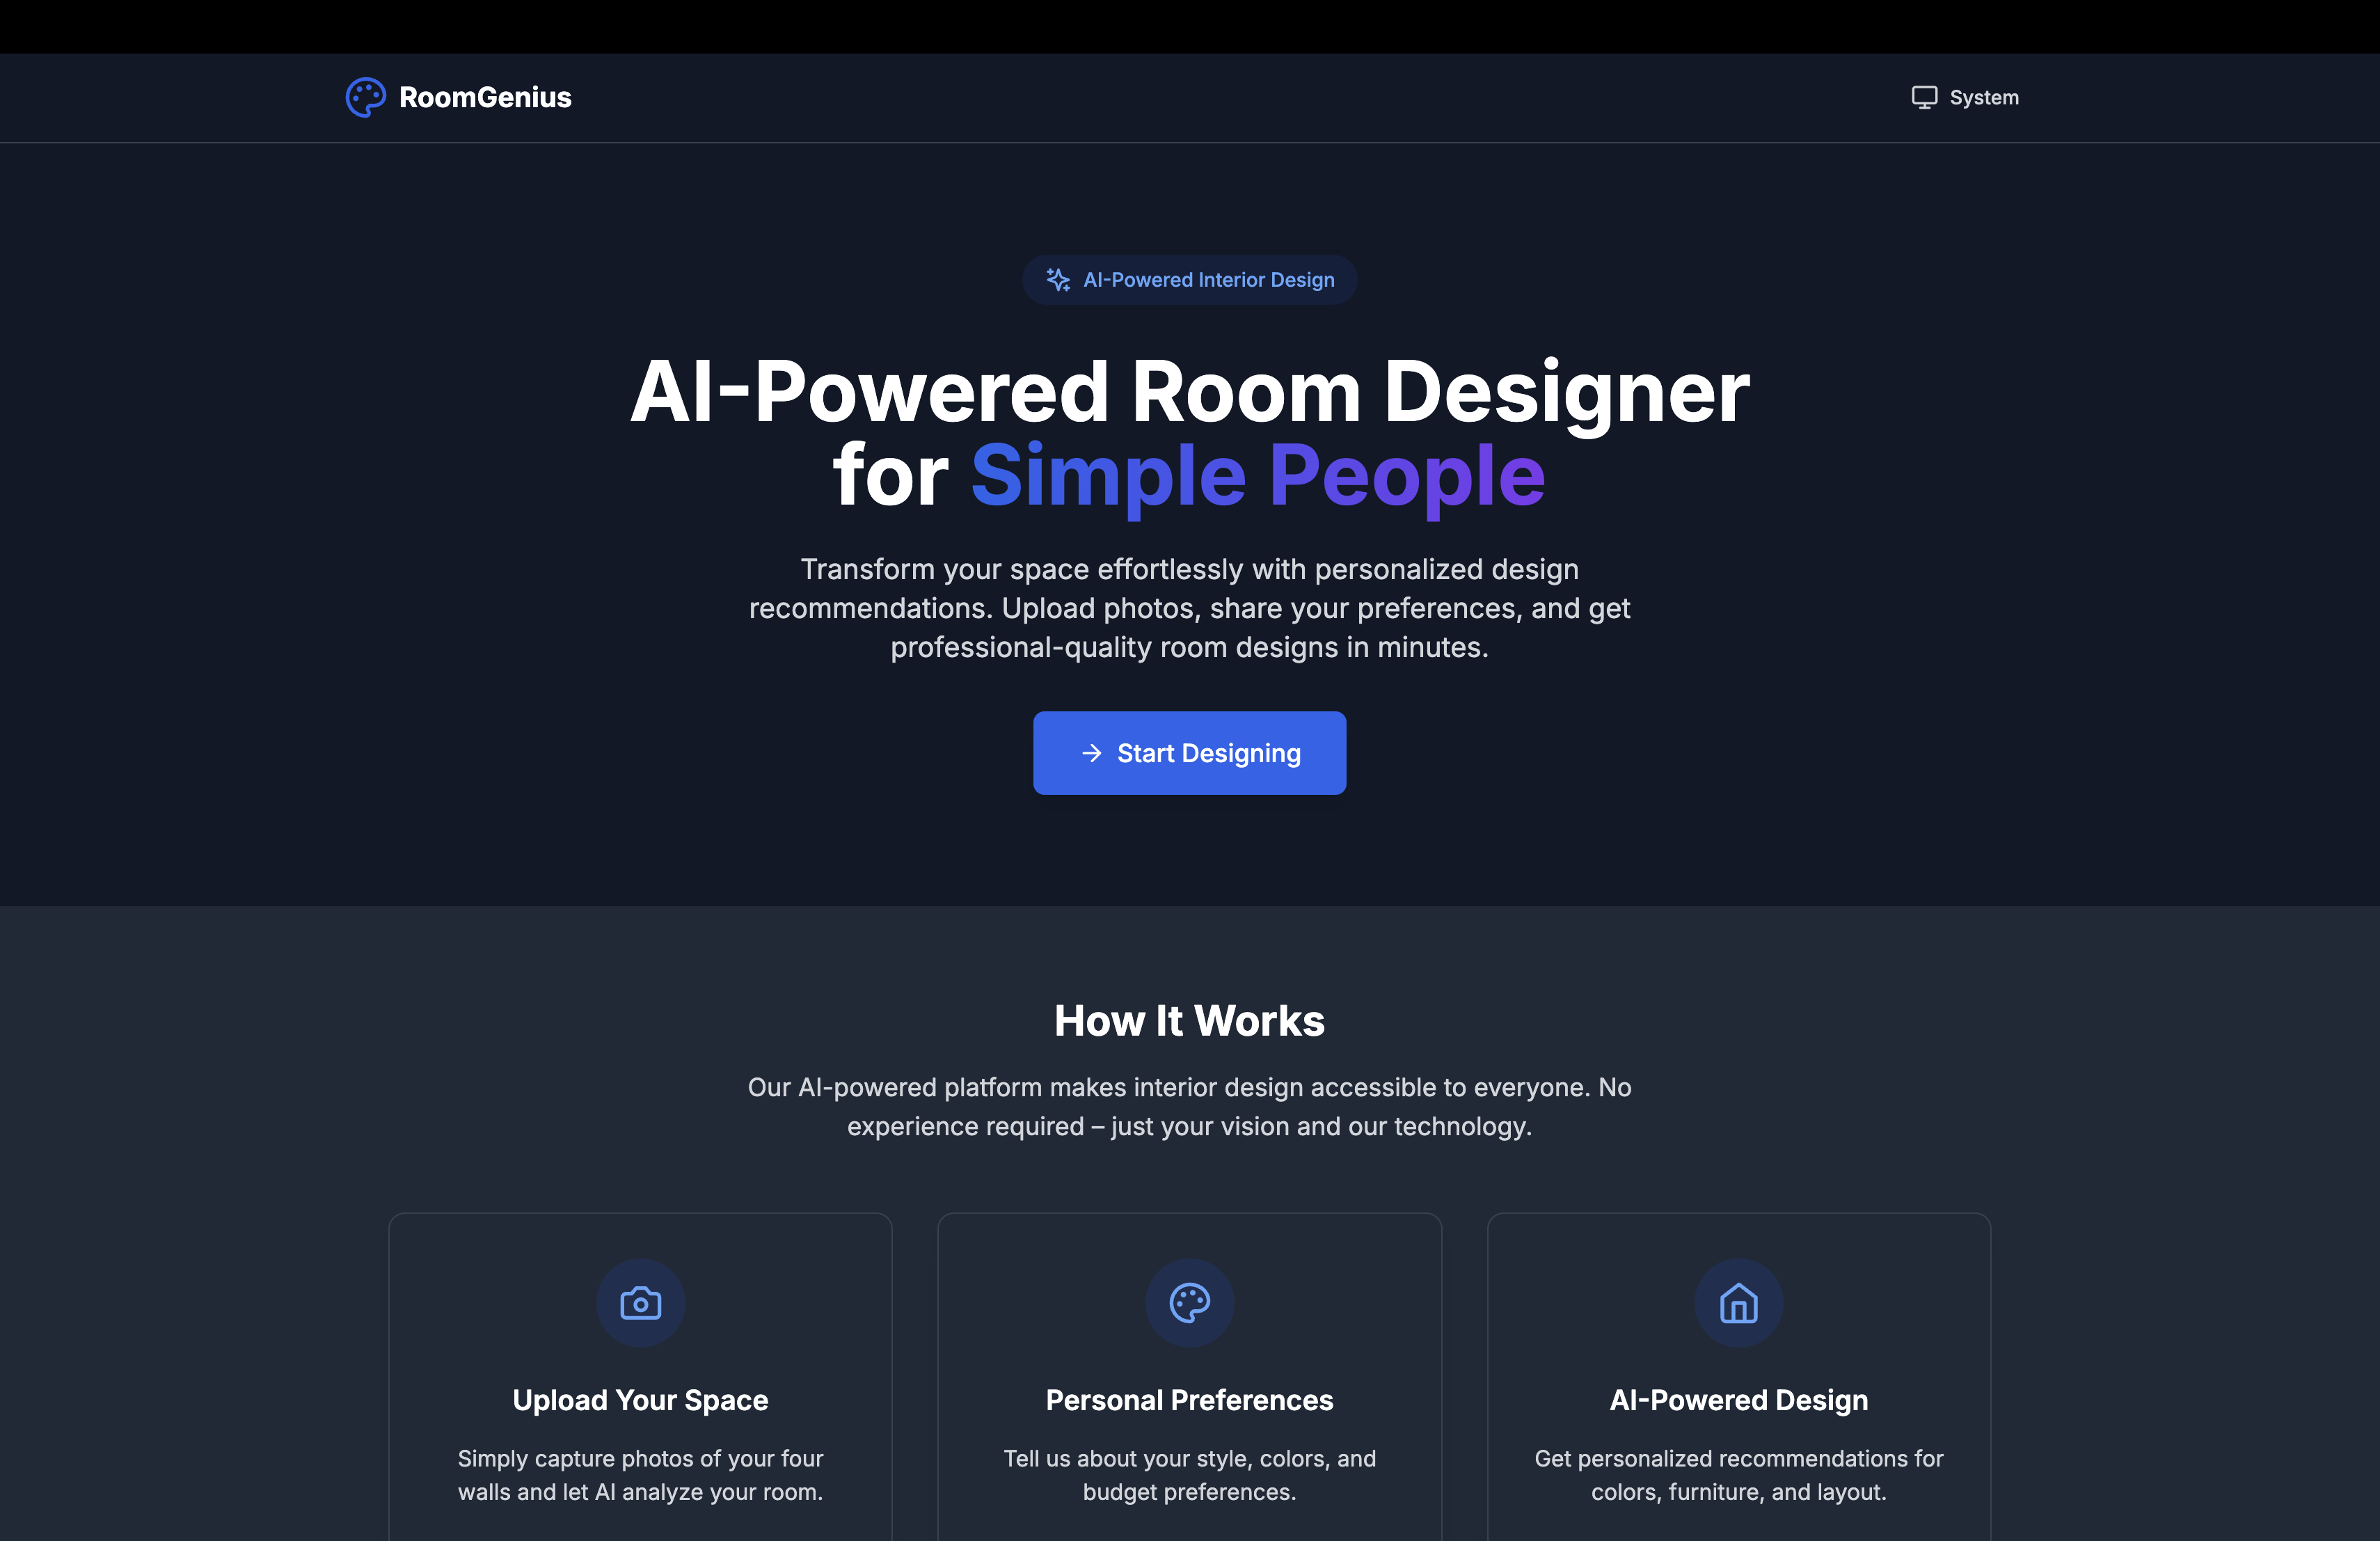 RoomGenius
System
AI-Powered Interior Design
AI-Powered Room Designer
for Simple People
Transform your space effortlessly with personalized design
recommendations. Upload photos, share your preferences, and get
professional-quality room designs in minutes.
Start Designing
How It Works
Our AI-powered platform makes interior design accessible to everyone. No
experience required – just your vision and our technology.
Upload Your Space
Simply capture photos of your four
walls and let AI analyze your room.
Personal Preferences
Tell us about your style, colors, and
budget preferences.
AI-Powered Design
Get personalized recommendations for
colors, furniture, and layout.